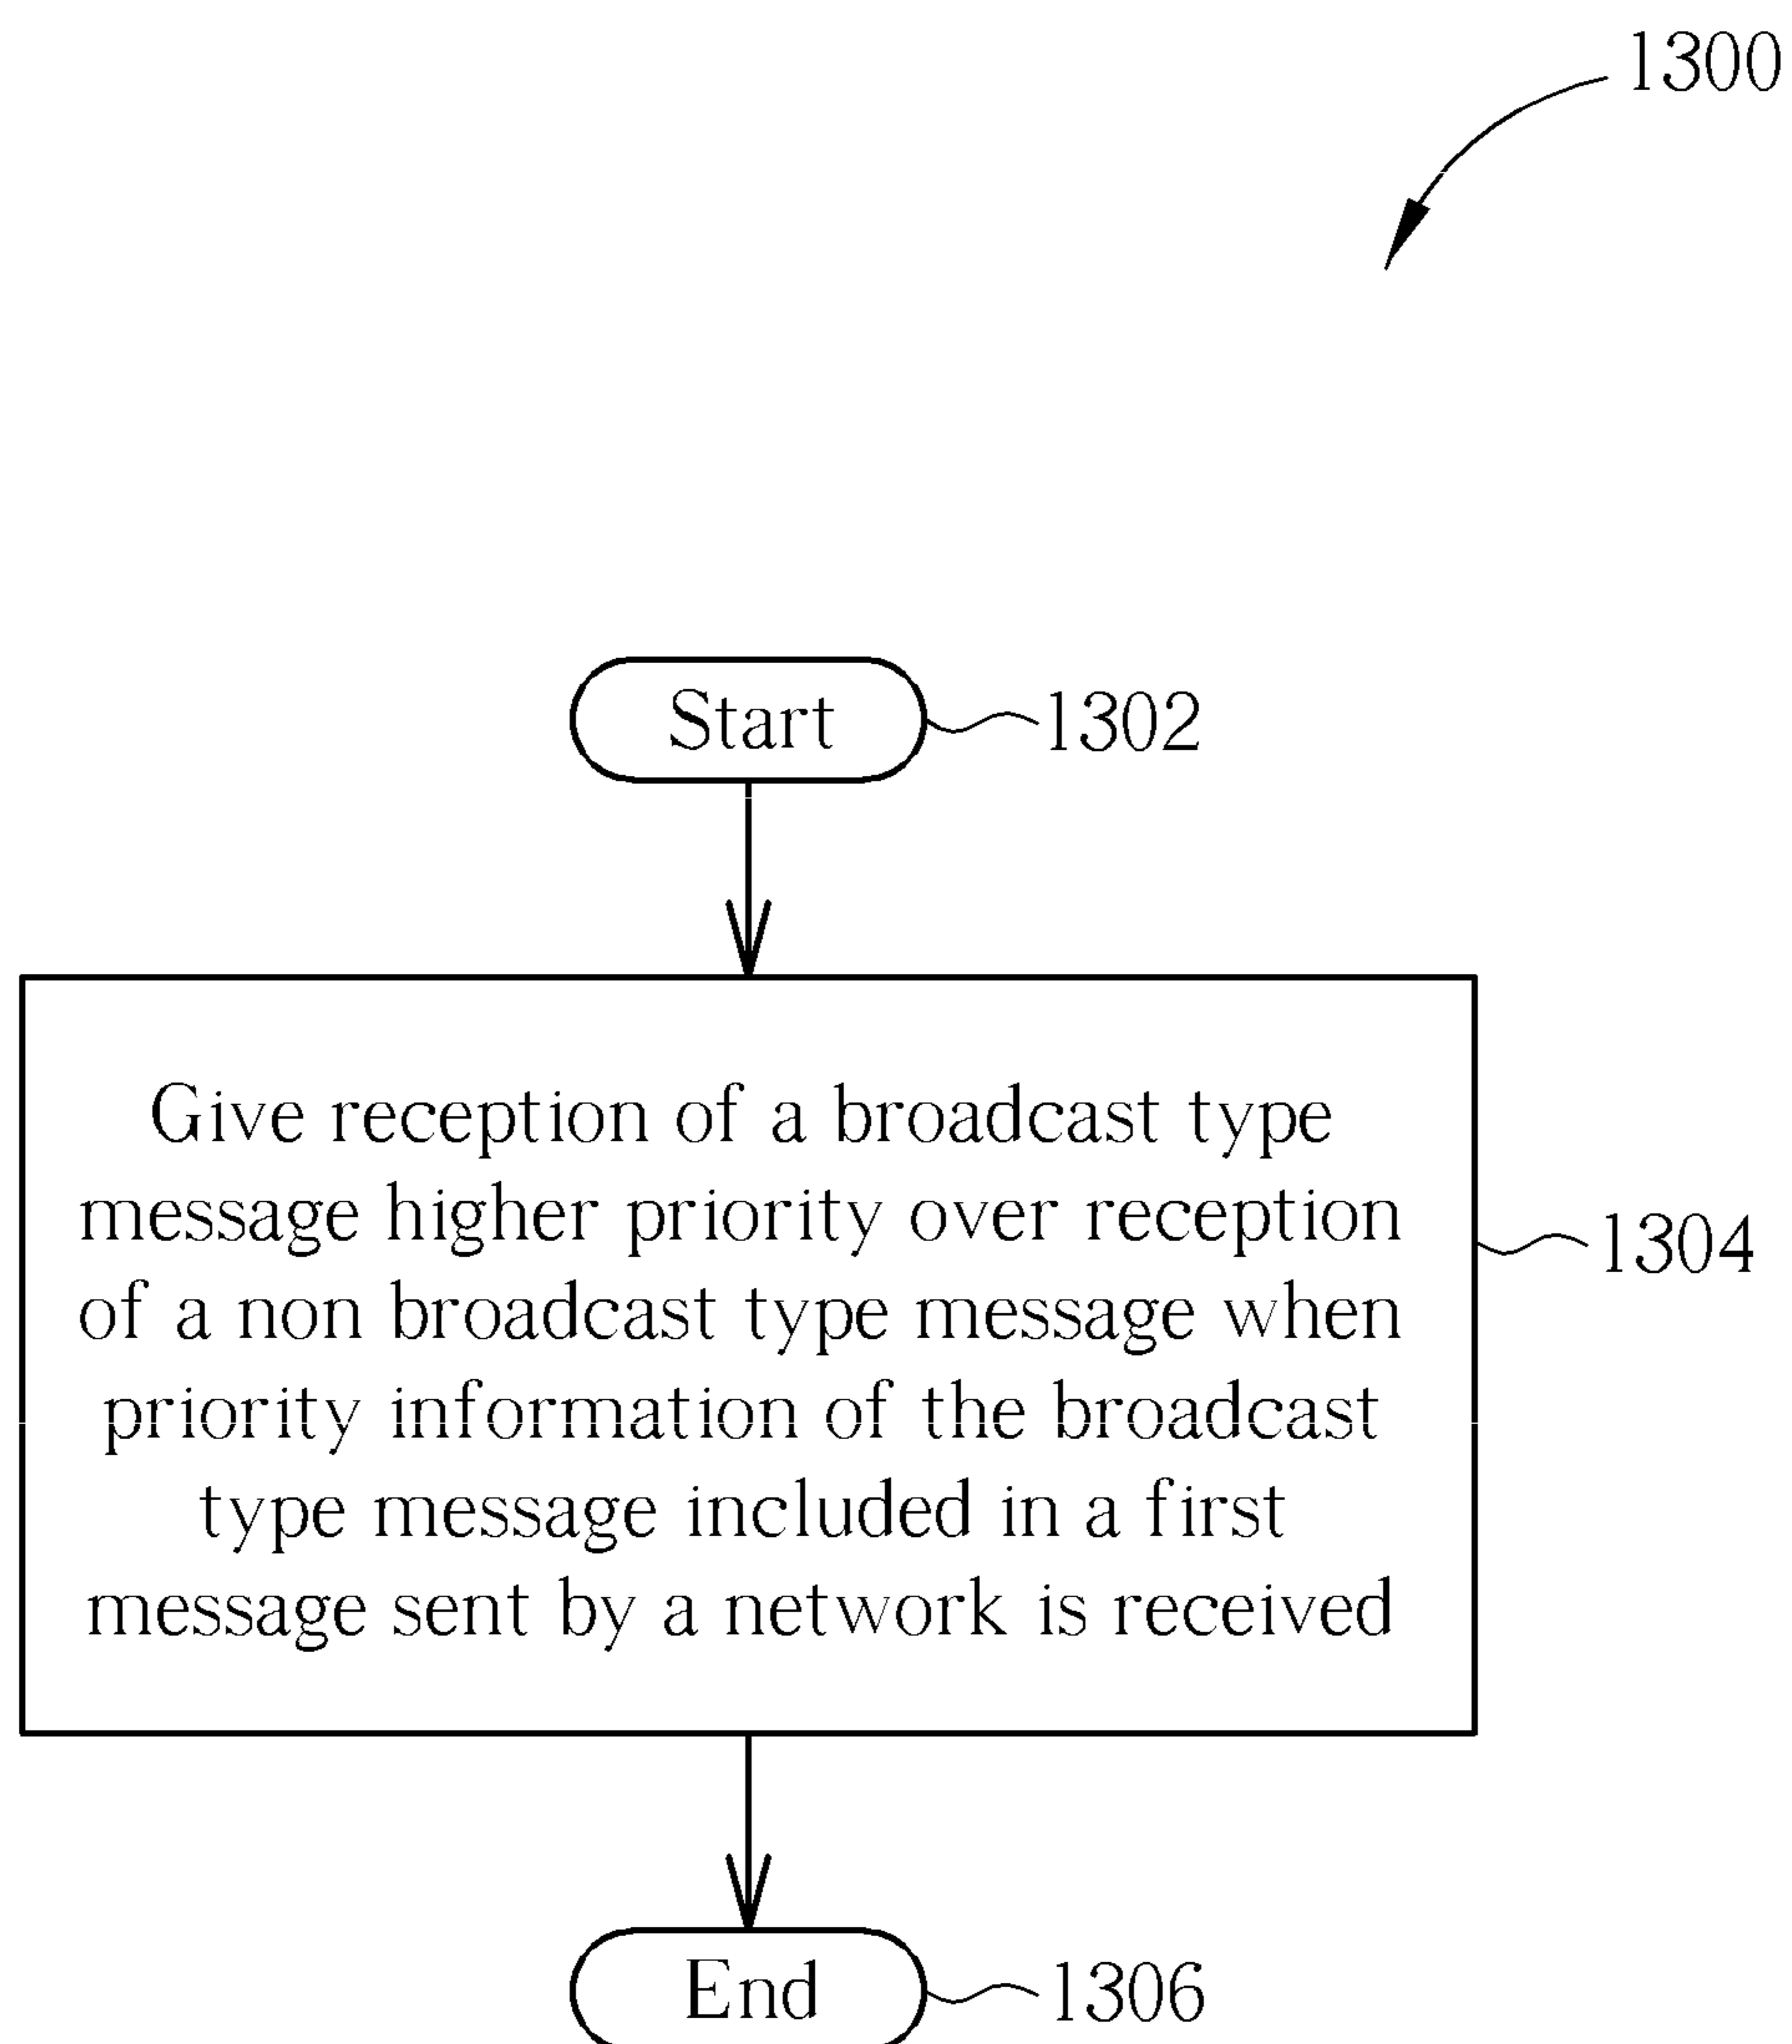 1300
Start
1302
Give reception of a broadcast type
message higher priority over reception
of a non broadcast type message when
priority information of the broadcast
type message included in a first
message sent by a network is received
1304
End
1306